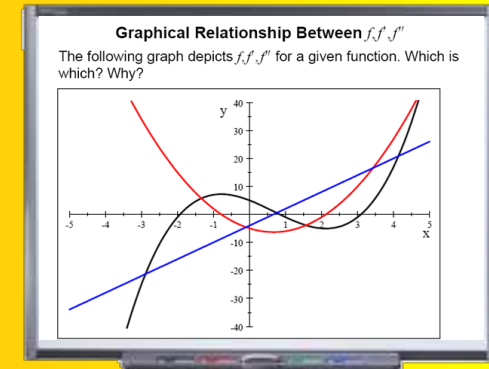 Graphical Relationship Between f,f',f"
The following graph depicts f,f',f" for a given function. Which is
which? Why?
y
40
30
20
10
-5 -4 -3 -2 -1 1 2 3 4 5
x
-10
-20
-30
-40